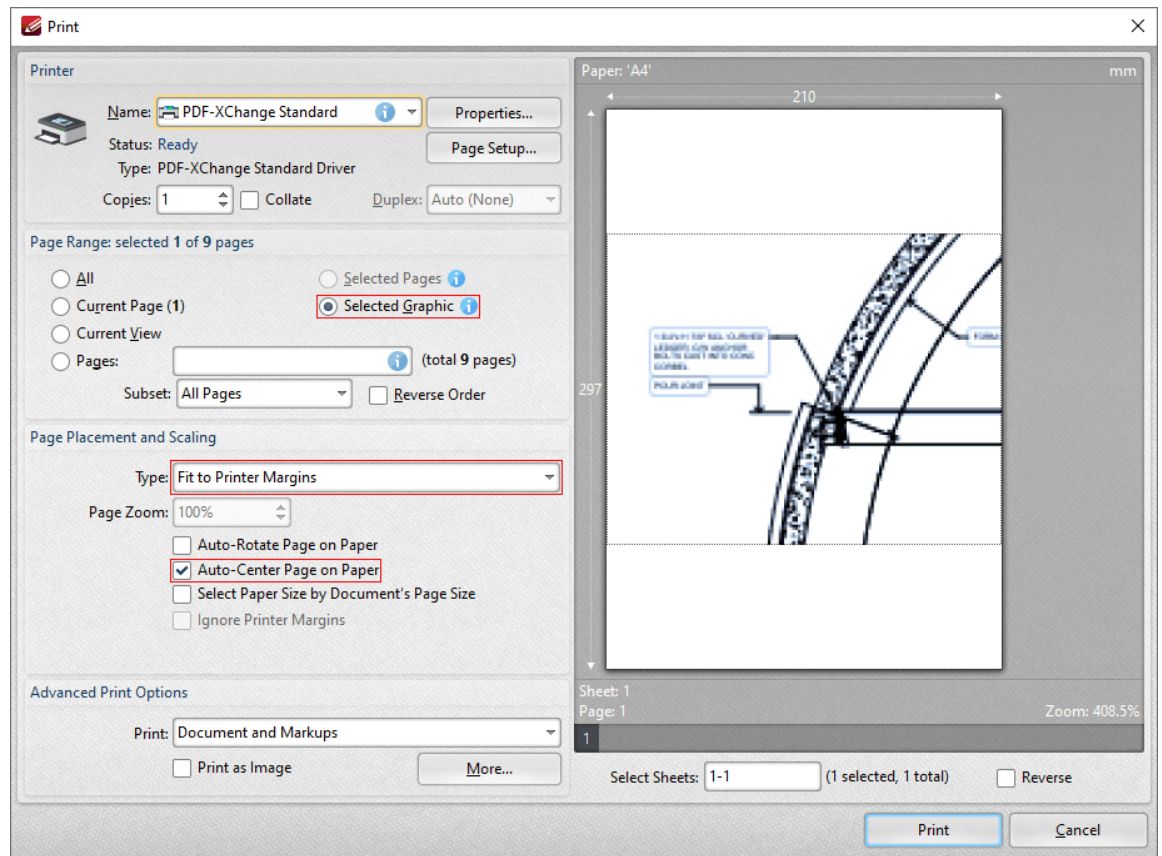 Print
Printer
Name: PDF-XChange Standard
Properties...
Status: Ready
Page Setup...
Type: PDF-XChange Standard Driver
Copies: 1
Collate
Duplex: Auto (None)
Page Range: selected 1 of 9 pages
All
Selected Pages
Current Page (1)
Selected Graphic
Current View
Pages:
(total 9 pages)
Subset: All Pages
Reverse Order
Page Placement and Scaling
Type: Fit to Printer Margins
Page Zoom: 100%
Auto-Rotate Page on Paper
Auto-Center Page on Paper
Select Paper Size by Document's Page Size
Ignore Printer Margins
Advanced Print Options
Print: Document and Markups
Print as Image
More...
Paper: 'A4' mm
210
297
POUR JOINT
Sheet: 1
Page: 1 Zoom: 408.5%
1
Select Sheets: 1-1 (1 selected, 1 total)
Reverse
Print
Cancel